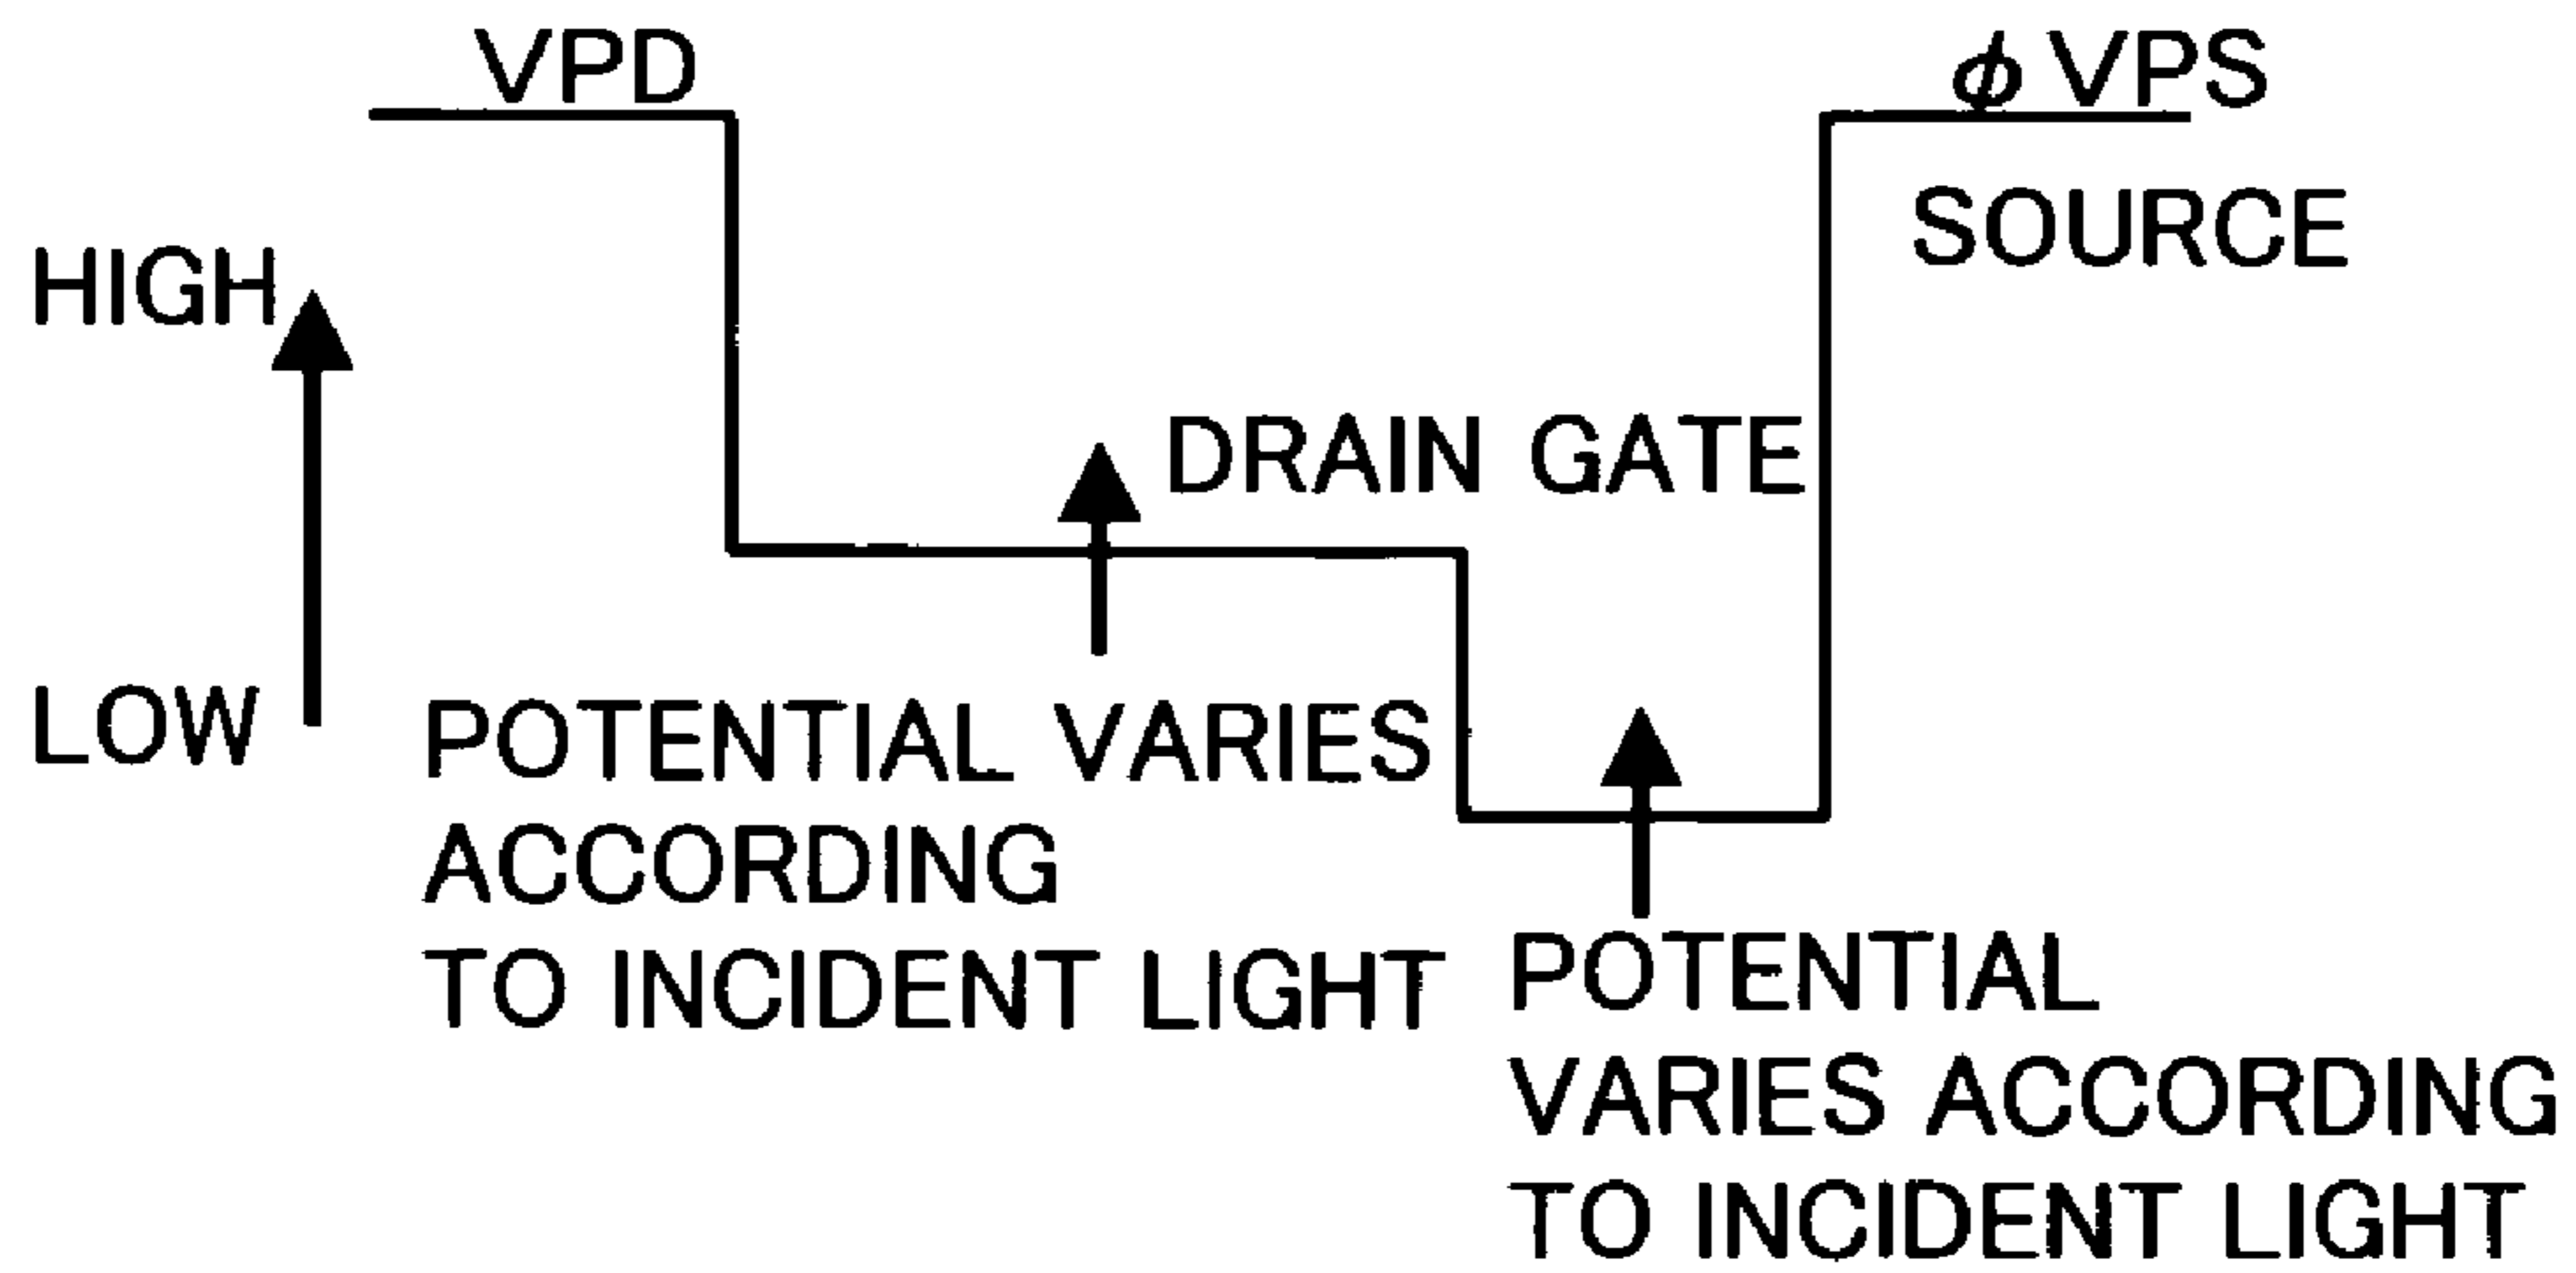 VPD
ϕ VPS
SOURCE
HIGH
DRAIN GATE
LOW
POTENTIAL VARIES
ACCORDING
TO INCIDENT LIGHT
POTENTIAL
VARIES ACCORDING
TO INCIDENT LIGHT